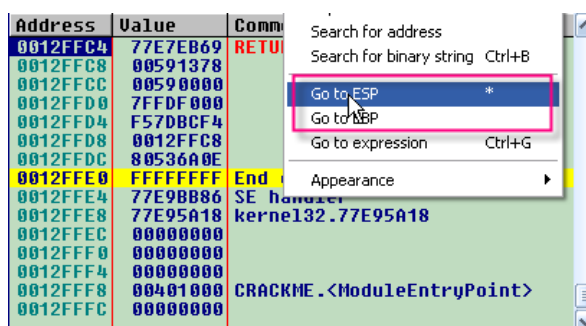 Address Value Comm
0012FFC4 77E7EB69 RETU
0012FFC8 00591378
0012FFCC 00590000
0012FFD0 7FFDF000
0012FFD4 F57DBCF4
0012FFD8 0012FFC8
0012FFDC 80536A0E
0012FFE0 FFFFFFFF End
0012FFE4 77E9BB86 SE handler
0012FFE8 77E95A18 kernel32.77E95A18
0012FFEC 00000000
0012FFF0 00000000
0012FFF4 00000000
0012FFF8 00401000 CRACKME.<ModuleEntryPoint>
0012FFFC 00000000
Search for address
Search for binary string Ctrl+B
Go to ESP *
Go to EBP
Go to expression Ctrl+G
Appearance